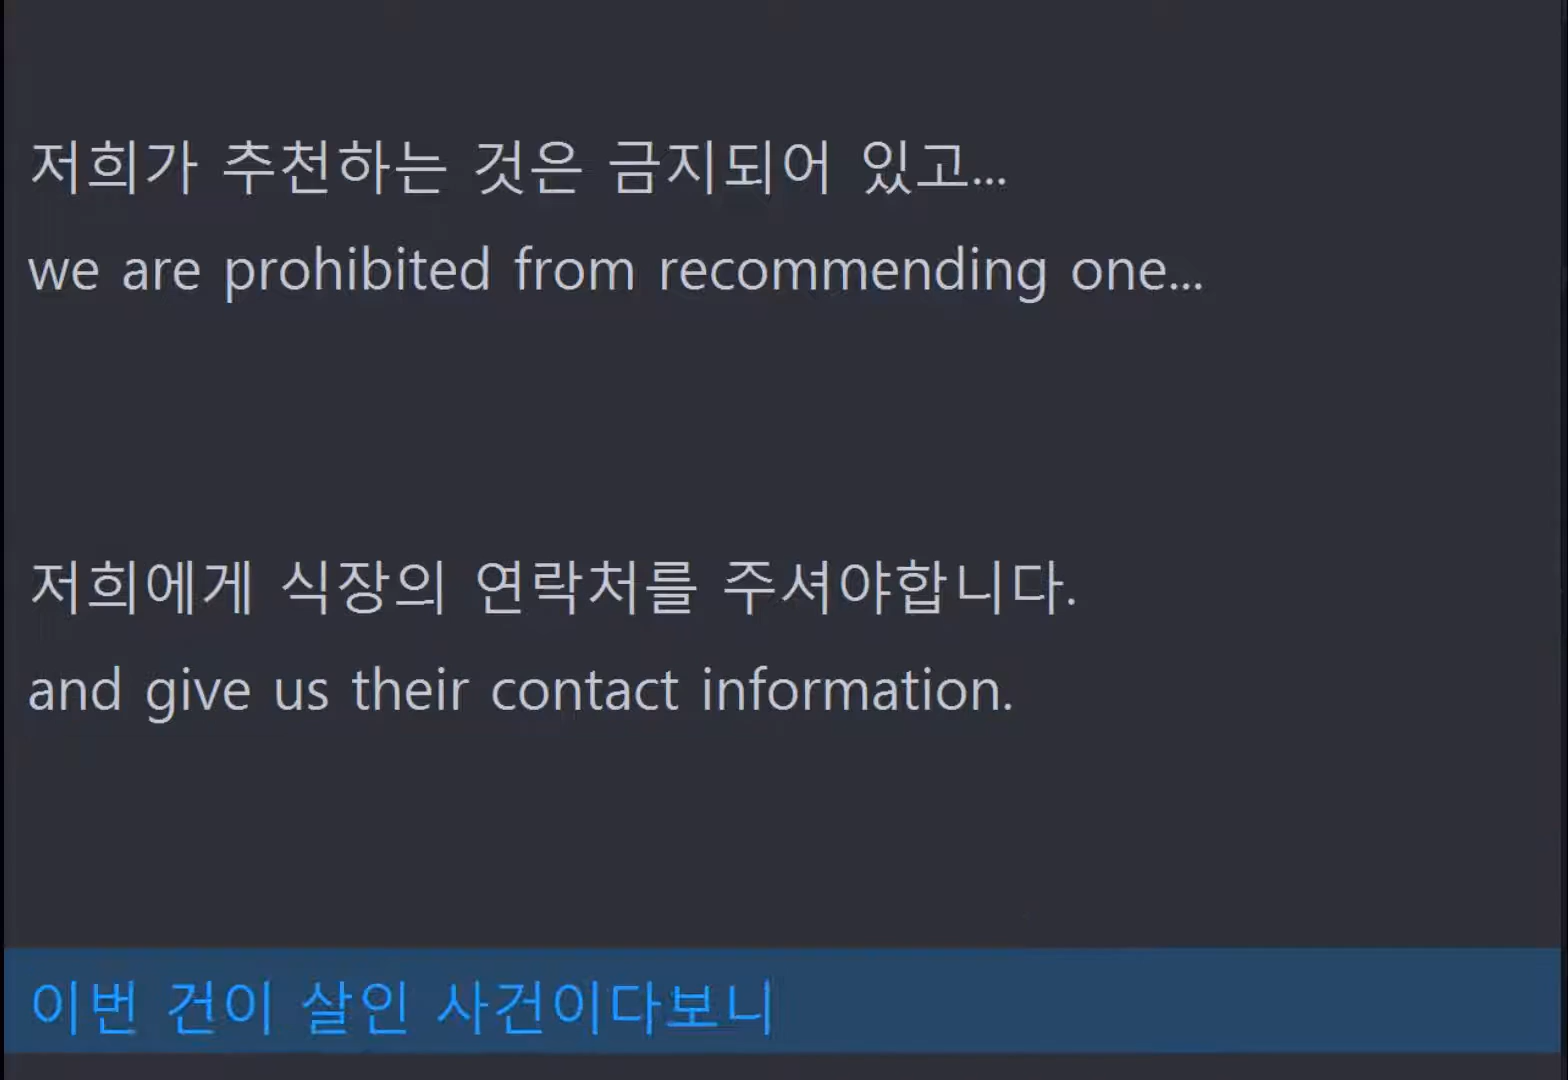 저희가 추천하는 것은 금지되어 있고...
we are prohibited from recommending one...
저희에게 식장의 연락처를 주셔야합니다.
and give us their contact information.
이번 건이 살인 사건이다보니